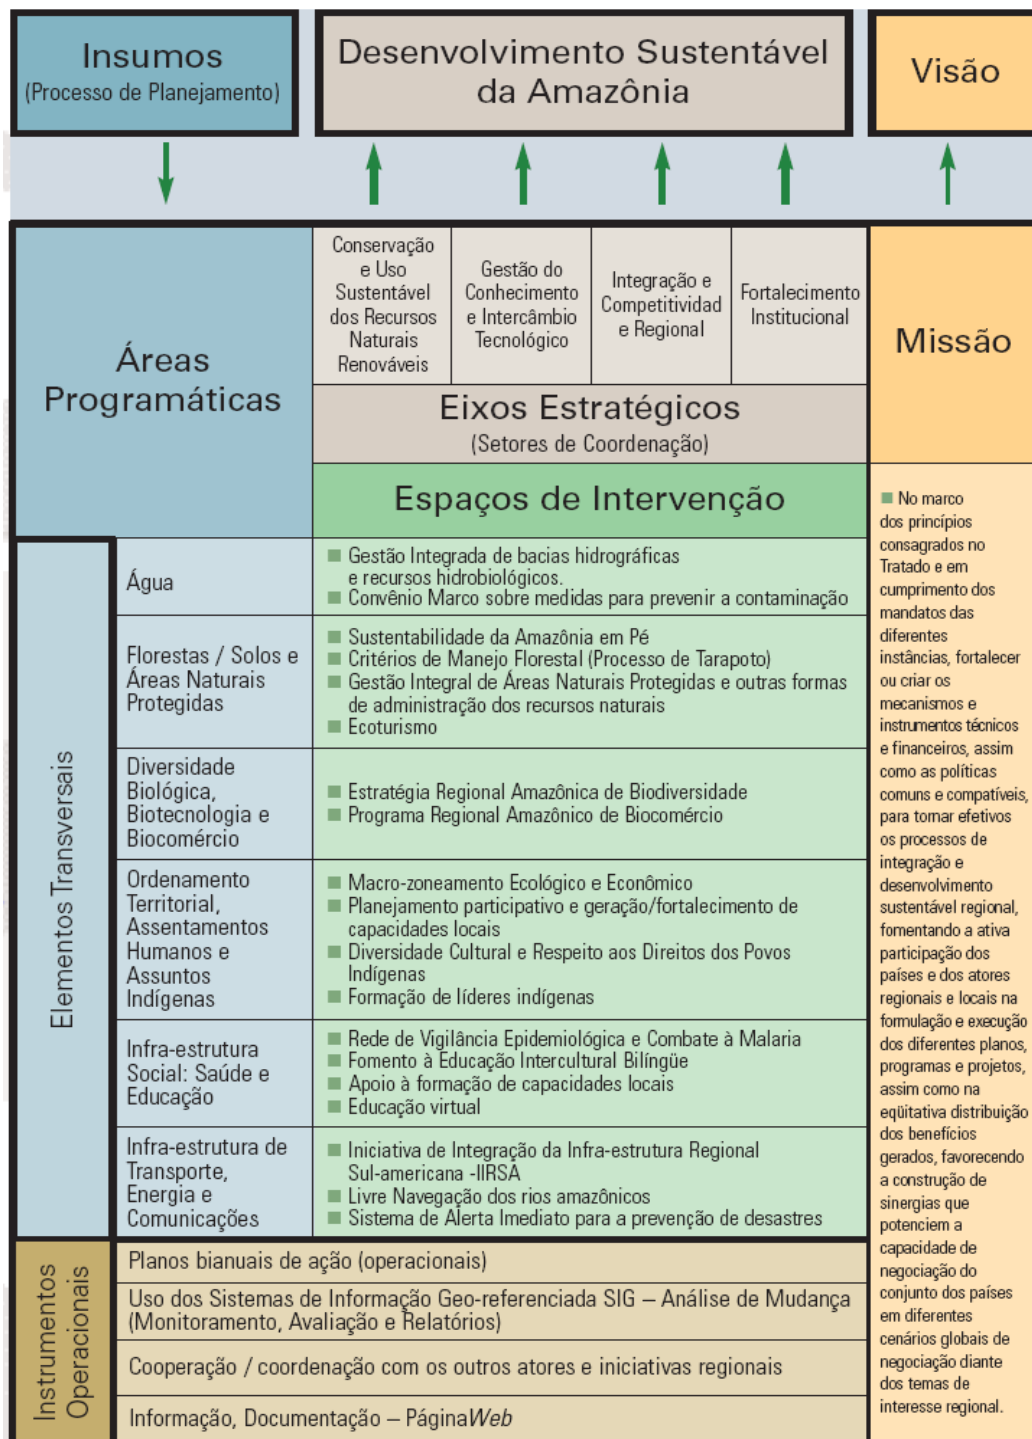 Insumos
(Processo de Planejamento)
Desenvolvimento Sustentável
da Amazônia
Visão
Áreas
Programáticas
Conservação
e Uso
Sustentável
dos Recursos
Naturais
Renováveis
Gestão do
Conhecimento
e Intercâmbio
Tecnológico
Integração e
Competitividad
e Regional
Fortalecimento
Institucional
Missão
Eixos Estratégicos
(Setores de Coordenação)
Espaços de Intervenção
Elementos Transversais
Água
■ Gestão Integrada de bacias hidrográficas
e recursos hidrobiológicos.
■ Convênio Marco sobre medidas para prevenir a contaminação
Florestas / Solos e
Áreas Naturais
Protegidas
■ Sustentabilidade da Amazônia em Pé
■ Critérios de Manejo Florestal (Processo de Tarapoto)
■ Gestão Integral de Áreas Naturais Protegidas e outras formas
de administração dos recursos naturais
■ Ecoturismo
Diversidade
Biológica,
Biotecnologia e
Biocomércio
■ Estratégia Regional Amazônica de Biodiversidade
■ Programa Regional Amazônico de Biocomércio
Ordenamento
Territorial,
Assentamentos
Humanos e
Assuntos
Indígenas
■ Macro-zoneamento Ecológico e Econômico
■ Planejamento participativo e geração/fortalecimento de
capacidades locais
■ Diversidade Cultural e Respeito aos Direitos dos Povos
Indígenas
■ Formação de líderes indígenas
Infra-estrutura
Social: Saúde e
Educação
■ Rede de Vigilância Epidemiológica e Combate à Malaria
■ Fomento à Educação Intercultural Bilíngüe
■ Apoio à formação de capacidades locais
■ Educação virtual
Infra-estrutura de
Transporte,
Energia e
Comunicações
■ Iniciativa de Integração da Infra-estrutura Regional
Sul-americana -IIRSA
■ Livre Navegação dos rios amazônicos
■ Sistema de Alerta Imediato para a prevenção de desastres
Instrumentos
Operacionais
Planos bianuais de ação (operacionais)
Uso dos Sistemas de Informação Geo-referenciada SIG – Análise de Mudança
(Monitoramento, Avaliação e Relatórios)
Cooperação / coordenação com os outros atores e iniciativas regionais
Informação, Documentação – PáginaWeb
■ No marco
dos princípios
consagrados no
Tratado e em
cumprimento dos
mandatos das
diferentes
instâncias, fortalecer
ou criar os
mecanismos e
instrumentos técnicos
e financeiros, assim
como as políticas
comuns e compatíveis,
para tornar efetivos
os processos de
integração e
desenvolvimento
sustentável regional,
fomentando a ativa
participação dos
países e dos atores
regionais e locais na
formulação e execução
dos diferentes planos,
programas e projetos,
assim como na
eqüitativa distribuição
dos benefícios
gerados, favorecendo
a construção de
sinergias que
potenciem a
capacidade de
negociação do
conjunto dos países
em diferentes
cenários globais de
negociação diante
dos temas de
interesse regional.